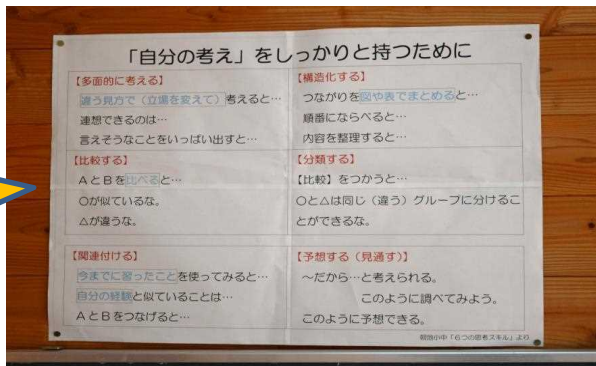 「自分の考え」をしっかりと持つために
【多面的に考える】
違う見方で（立場を変えて）考えると…
連想できるのは…
言えそうなことをいっぱい出すと…
【構造化する】
つながりを図や表でまとめると…
順番にならべると…
内容を整理すると…
【比較する】
AとBを比べると…
○が似ているな。
△が違うな。
【分類する】
【比較】をつかうと…
○と△は同じ（違う）グループに分けるこ
とができるな。
【関連付ける】
今までに習ったことを使ってみると…
自分の経験と似ていることは…
AとBをつなげると…
【予想する（見通す）】
～だから…と考えられる。
このように調べてみよう。
このように予想できる。
小中「６つの思考スキル」より